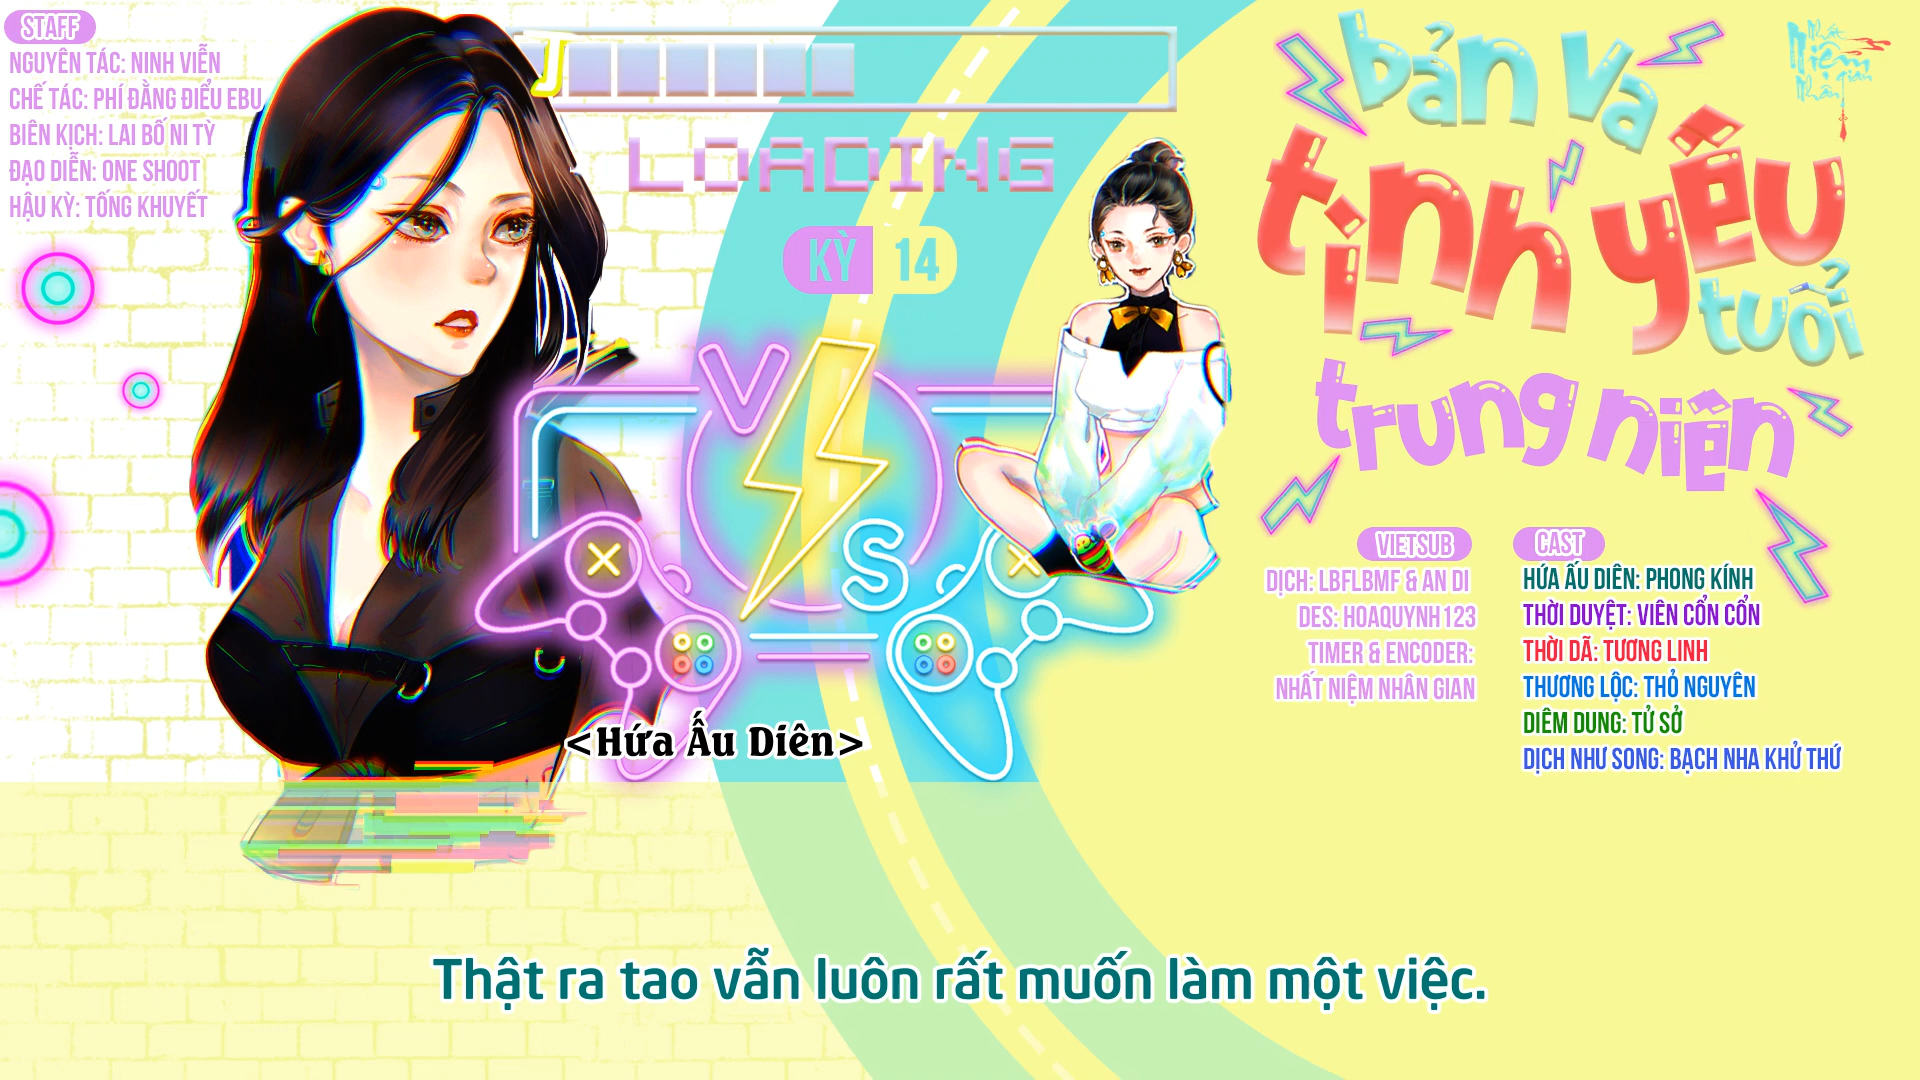 STAFF
NGUYÊN TÁC: NINH VIỄN
CHẾ TÁC: PHÍ ĐẰNG ĐIỂU EBU
BIÊN KỊCH: LAI BỐ NI TỲ
ĐẠO DIỄN: ONE SHOOT
HẬU KỲ: TỐNG KHUYẾT
LOADING
KỲ 14
VS
bản va
tình yêu
tuổi
trung niên
Nhất
Niệm
Nhân gian
VIETSUB
DỊCH: LBFLBMF & AN DI
DES: HOAQUYNH123
TIMER & ENCODER:
NHẤT NIỆM NHÂN GIAN
CAST
HỨA ẤU DIÊN: PHONG KÍNH
THỜI DUYỆT: VIÊN CỔN CỔN
THỜI DÃ: TƯƠNG LINH
THƯƠNG LỘC: THỎ NGUYÊN
DIÊM DUNG: TỬ SỞ
DỊCH NHƯ SONG: BẠCH NHA KHỬ THỨ
<Hứa Ấu Diên>
Thật ra tao vẫn luôn rất muốn làm một việc.